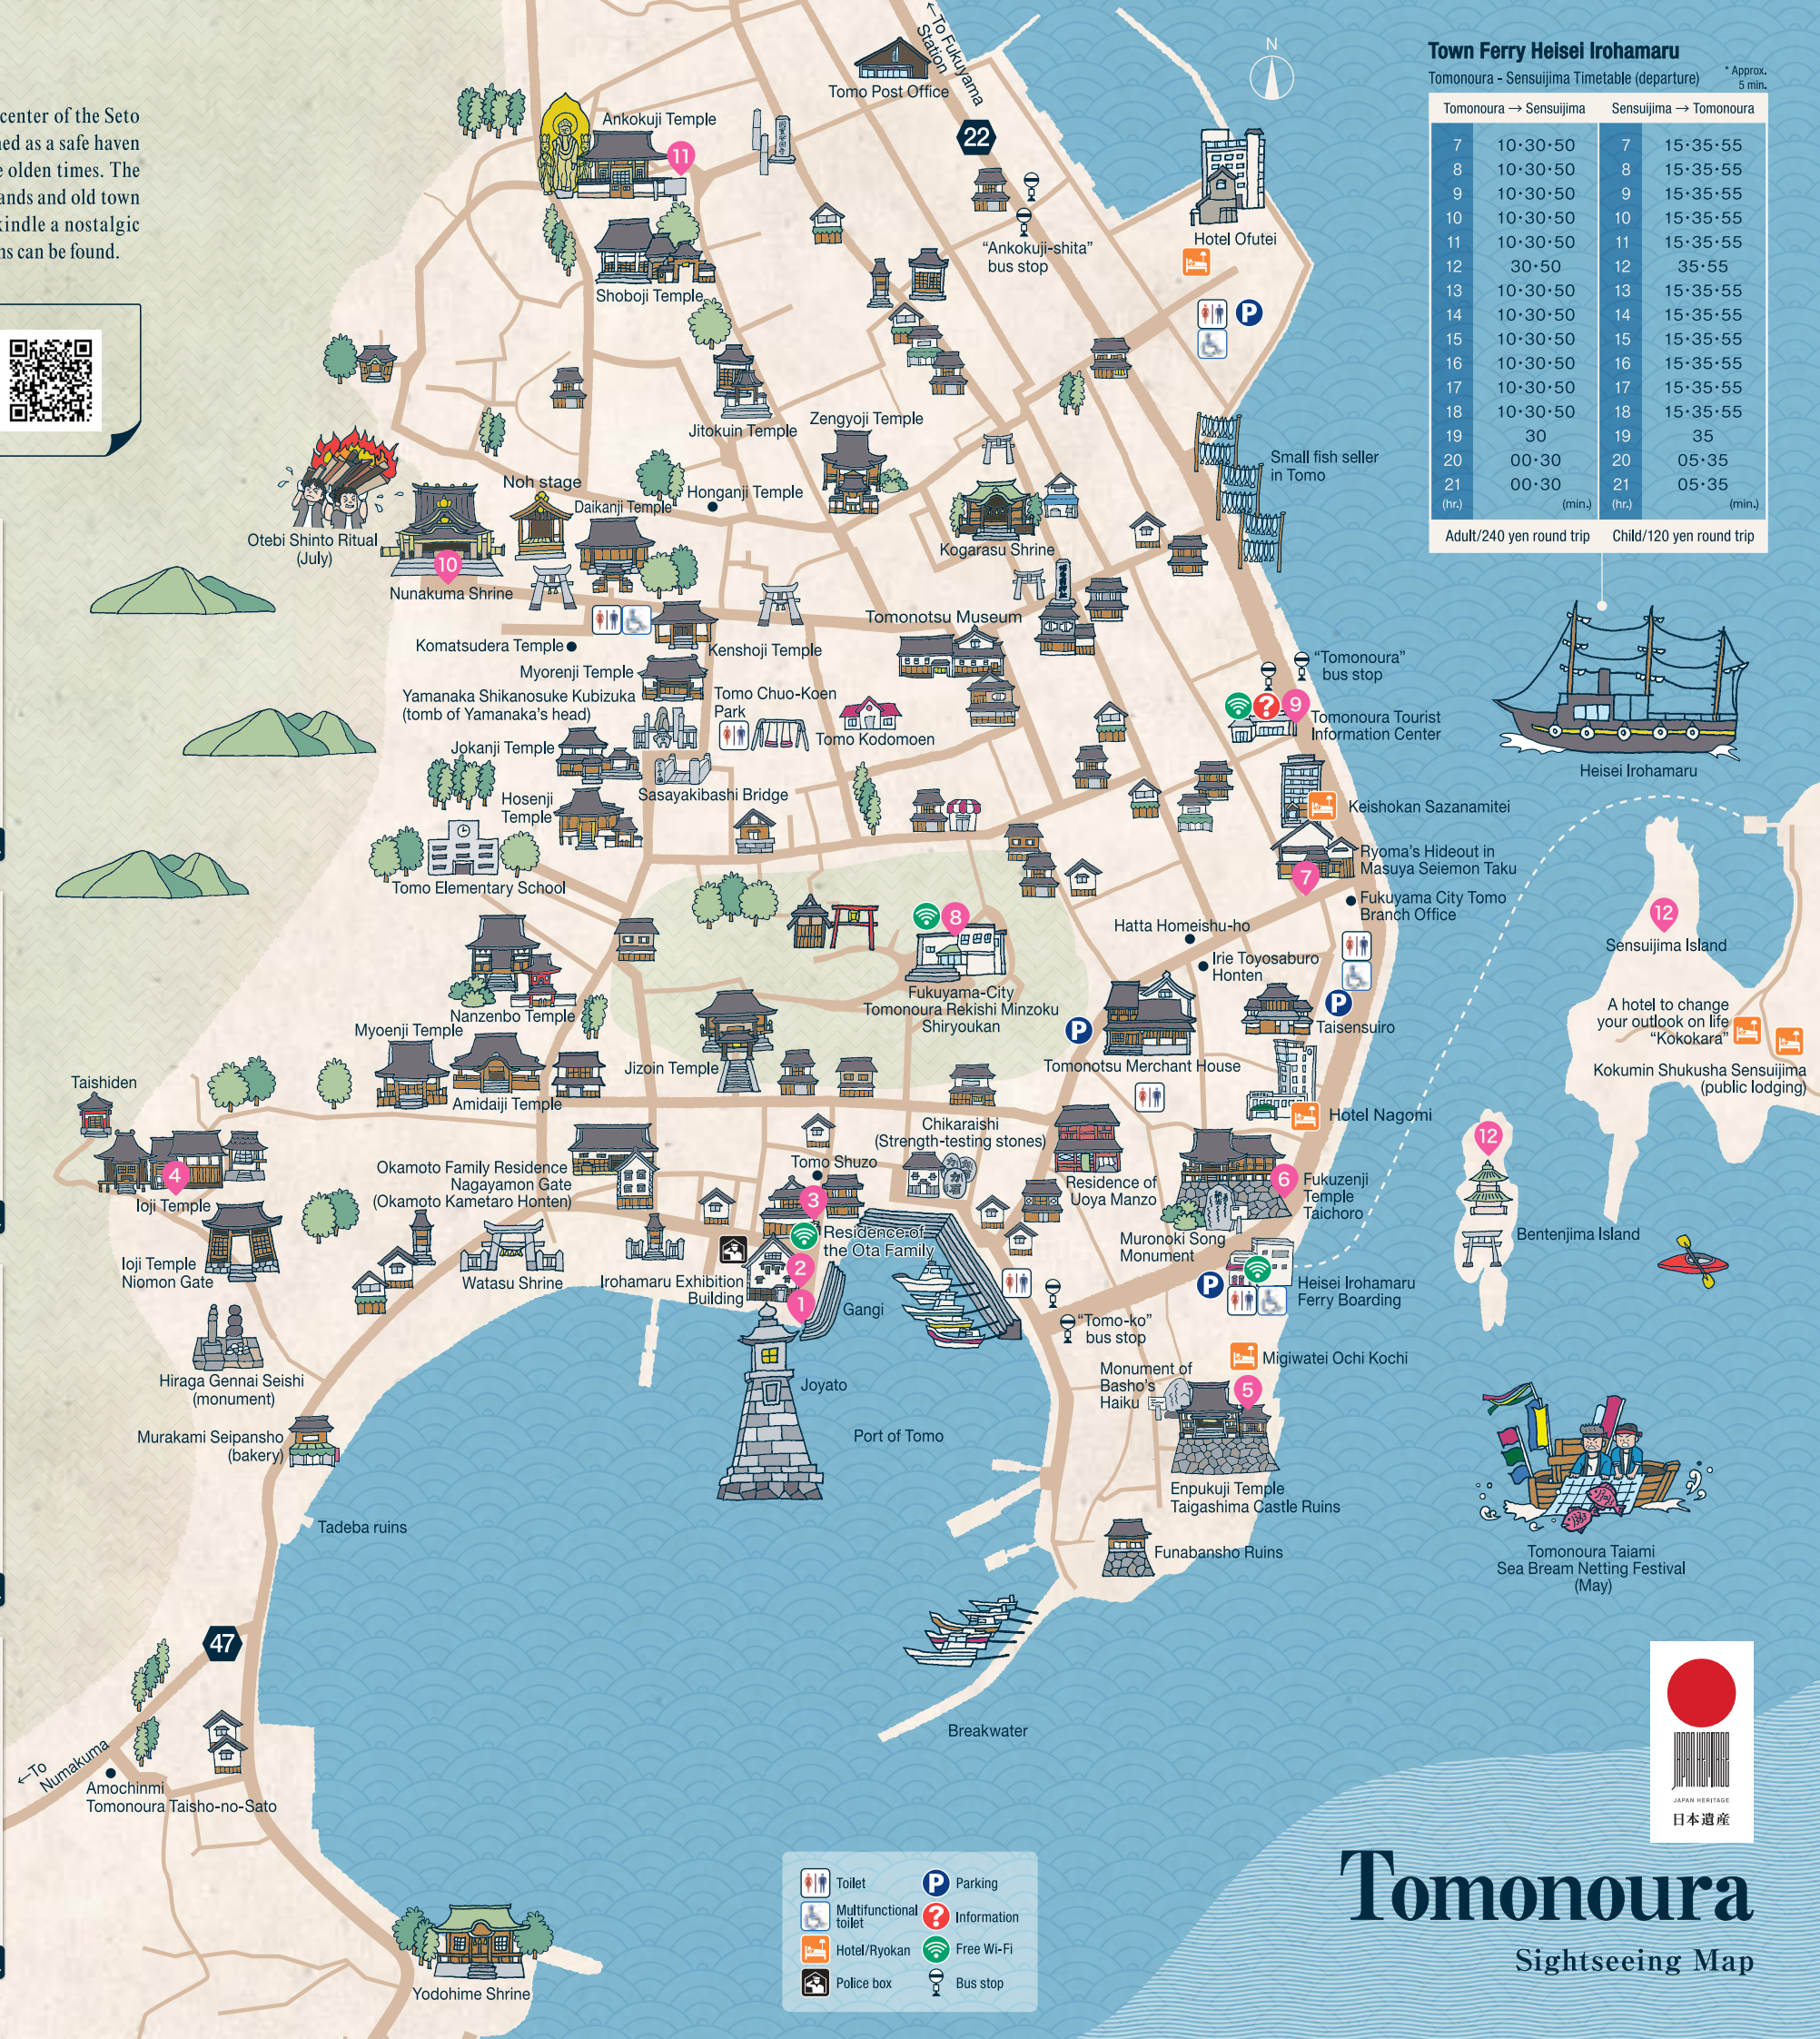 center of the Seto
ned as a safe haven
e olden times. The
ands and old town
kindle a nostalgic
ns can be found.
←To Fukuyama
Station
N
Town Ferry Heisei Irohamaru
Tomonoura - Sensuijima Timetable (departure)
* Approx.
5 min.
Tomonoura → Sensuijima Sensuijima → Tomonoura
7 10·30·50 7 15·35·55
8 10·30·50 8 15·35·55
9 10·30·50 9 15·35·55
10 10·30·50 10 15·35·55
11 10·30·50 11 15·35·55
12 30·50 12 35·55
13 10·30·50 13 15·35·55
14 10·30·50 14 15·35·55
15 10·30·50 15 15·35·55
16 10·30·50 16 15·35·55
17 10·30·50 17 15·35·55
18 10·30·50 18 15·35·55
19 30 19 35
20 00·30 20 05·35
21 00·30 21 05·35
(hr.) (min.) (hr.) (min.)
Adult/240 yen round trip Child/120 yen round trip
Heisei Irohamaru
Tomo Post Office
22
Ankokuji Temple
11
"Ankokuji-shita"
bus stop
Hotel Ofutei
P
Shoboji Temple
Jitokuin Temple
Zengyoji Temple
Small fish seller
in Tomo
Noh stage
Daikanji Temple
Honganji Temple
Kogarasu Shrine
Otebi Shinto Ritual
(July)
10
Nunakuma Shrine
Komatsudera Temple
Kenshoji Temple
Tomonotsu Museum
Myorenji Temple
Yamanaka Shikanosuke Kubizuka
(tomb of Yamanaka's head)
Tomo Chuo-Koen
Park
Tomo Kodomoen
"Tomonoura"
bus stop
?
9
Tomonoura Tourist
Information Center
Jokanji Temple
Sasayakibashi Bridge
Hosenji
Temple
Tomo Elementary School
Keishokan Sazanamitei
Ryoma's Hideout in
Masuya Seiemon Taku
7
Fukuyama City Tomo
Branch Office
8
Fukuyama-City
Tomonoura Rekishi Minzoku
Shiryoukan
Hatta Homeishu-ho
Irie Toyosaburo
Honten
P
Taisensuiro
P
Tomonotsu Merchant House
Nanzenbo Temple
Myoenji Temple
Amidaiji Temple
Jizoin Temple
Hotel Nagomi
12
Sensuijima Island
A hotel to change
your outlook on life
"Kokokara"
Kokumin Shukusha Sensuijima
(public lodging)
12
Bentenjima Island
Taishiden
4
Ioji Temple
Ioji Temple
Niomon Gate
Okamoto Family Residence
Nagayamon Gate
(Okamoto Kametaro Honten)
Watasu Shrine
Tomo Shuzo
3
Chikaraishi
(Strength-testing stones)
力石
Residence of
Uoya Manzo
6
Fukuzenji
Temple
Taichoro
Muronoki Song
Monument
Residence of
the Ota Family
Irohamaru Exhibition
Building
2
1
Gangi
Joyato
Port of Tomo
P
Heisei Irohamaru
Ferry Boarding
"Tomo-ko"
bus stop
Migiwatei Ochi Kochi
Monument of
Basho's
Haiku
5
Enpukuji Temple
Taigashima Castle Ruins
Funabansho Ruins
Hiraga Gennai Seishi
(monument)
Murakami Seipansho
(bakery)
Tadeba ruins
Tomonoura Taiami
Sea Bream Netting Festival
(May)
Breakwater
47
←To
Numakuma
Amochinmi
Tomonoura Taisho-no-Sato
Yodohime Shrine
Toilet
P Parking
Multifunctional
toilet
? Information
Hotel/Ryokan
Free Wi-Fi
Police box
Bus stop
JAPAN HERITAGE
JAPAN HERITAGE
日本遺産
Tomonoura
Sightseeing Map